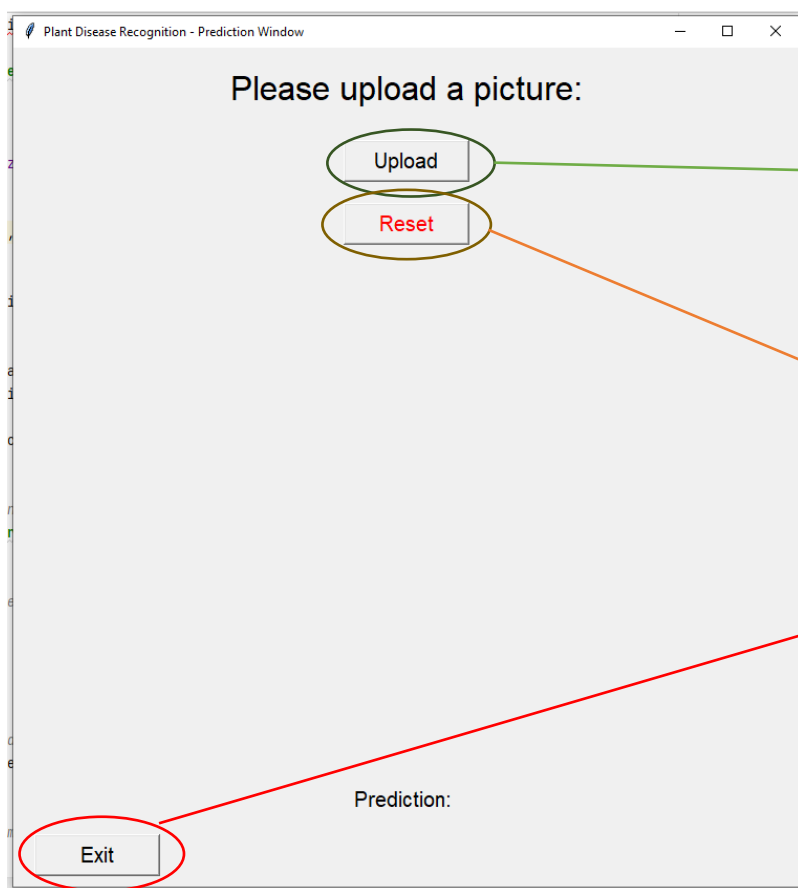 Plant Disease Recognition - Prediction Window
Please upload a picture:
Upload
Reset
Prediction:
Exit